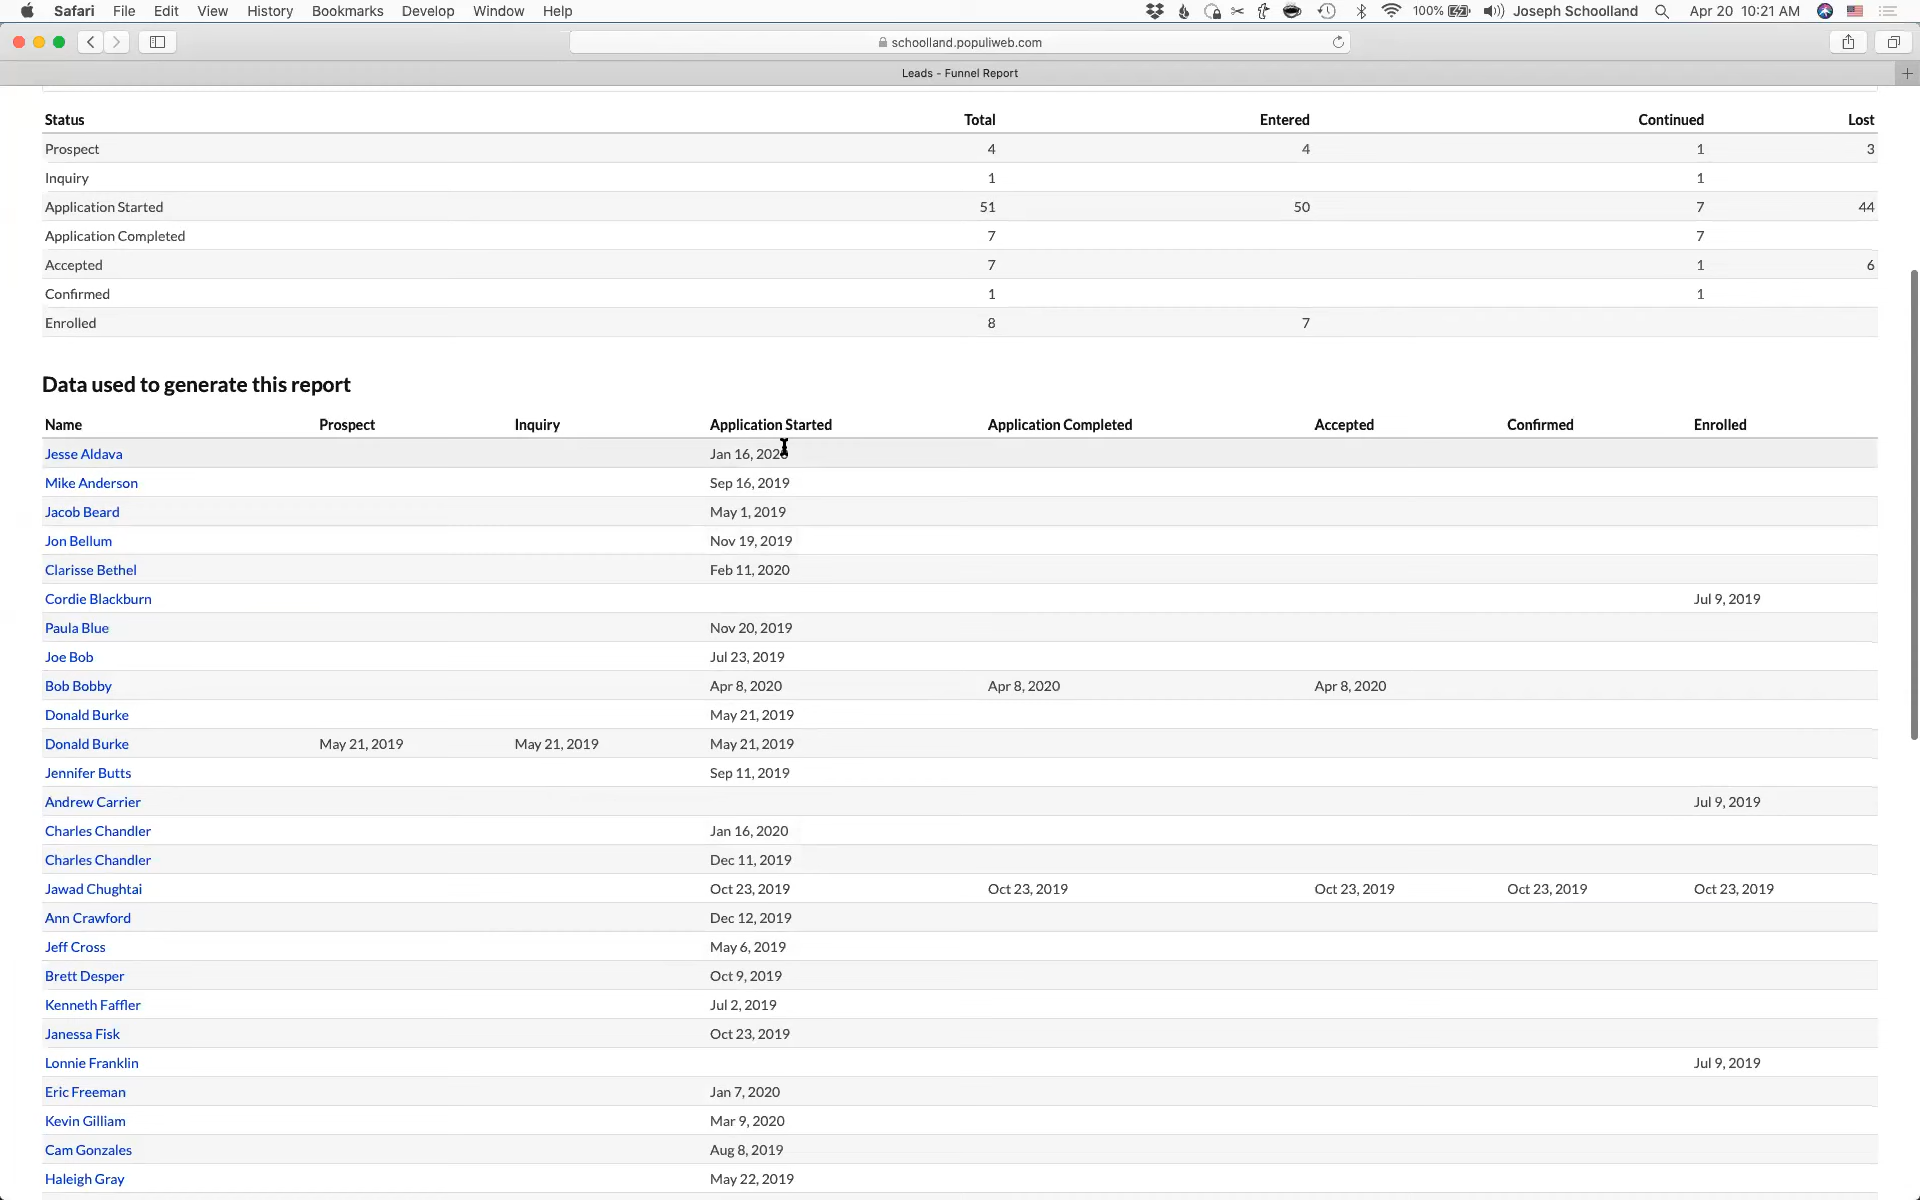 Safari File Edit View History Bookmarks Develop Window Help 100% Joseph Schoolland Apr 20 10:21 AM
schoolland.populiweb.com
Leads - Funnel Report
Status Total Entered Continued Lost
Prospect 4 4 1 3
Inquiry 1 1
Application Started 51 50 7 44
Application Completed 7 7
Accepted 7 1 6
Confirmed 1 1
Enrolled 8 7
Data used to generate this report
Name Prospect Inquiry Application Started Application Completed Accepted Confirmed Enrolled
Jesse Aldava Jan 16, 2020
Mike Anderson Sep 16, 2019
Jacob Beard May 1, 2019
Jon Bellum Nov 19, 2019
Clarisse Bethel Feb 11, 2020
Cordie Blackburn Jul 9, 2019
Paula Blue Nov 20, 2019
Joe Bob Jul 23, 2019
Bob Bobby Apr 8, 2020 Apr 8, 2020 Apr 8, 2020
Donald Burke May 21, 2019
Donald Burke May 21, 2019 May 21, 2019 May 21, 2019
Jennifer Butts Sep 11, 2019
Andrew Carrier Jul 9, 2019
Charles Chandler Jan 16, 2020
Charles Chandler Dec 11, 2019
Jawad Chughtai Oct 23, 2019 Oct 23, 2019 Oct 23, 2019 Oct 23, 2019 Oct 23, 2019
Ann Crawford Dec 12, 2019
Jeff Cross May 6, 2019
Brett Desper Oct 9, 2019
Kenneth Faffler Jul 2, 2019
Janessa Fisk Oct 23, 2019
Lonnie Franklin Jul 9, 2019
Eric Freeman Jan 7, 2020
Kevin Gilliam Mar 9, 2020
Cam Gonzales Aug 8, 2019
Haleigh Gray May 22, 2019